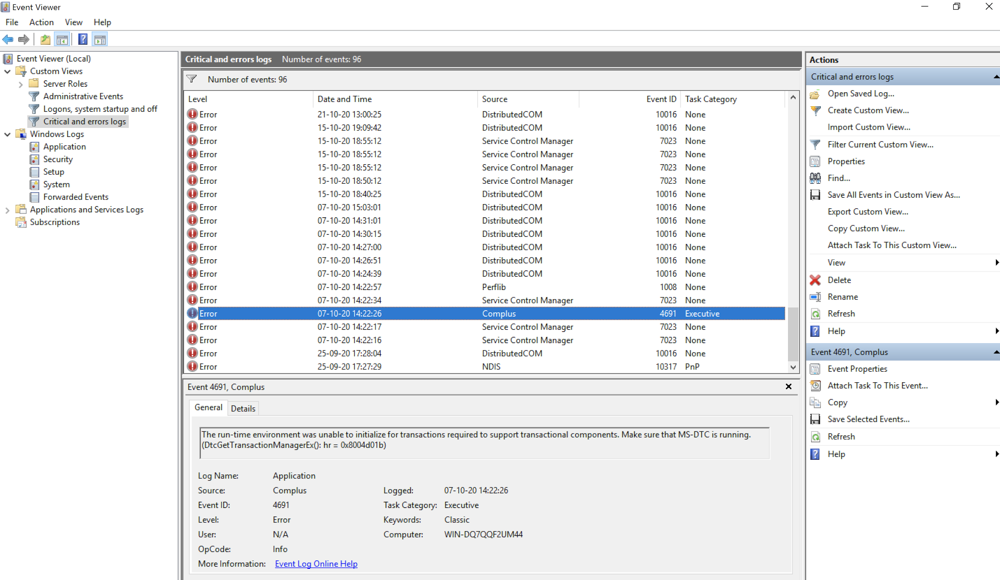 Event Viewer
File Action View Help
Event Viewer (Local)
Custom Views
Server Roles
Administrative Events
Logons, system startup and off
Critical and errors logs
Windows Logs
Application
Security
Setup
System
Forwarded Events
Applications and Services Logs
Subscriptions
Critical and errors logs Number of events: 96
Number of events: 96
Level Date and Time Source Event ID Task Category
Error 21-10-20 13:00:25 DistributedCOM 10016 None
Error 15-10-20 19:09:42 DistributedCOM 10016 None
Error 15-10-20 18:55:12 Service Control Manager 7023 None
Error 15-10-20 18:55:12 Service Control Manager 7023 None
Error 15-10-20 18:55:12 Service Control Manager 7023 None
Error 15-10-20 18:50:12 Service Control Manager 7023 None
Error 15-10-20 18:40:25 DistributedCOM 10016 None
Error 07-10-20 15:03:01 DistributedCOM 10016 None
Error 07-10-20 14:31:01 DistributedCOM 10016 None
Error 07-10-20 14:30:15 DistributedCOM 10016 None
Error 07-10-20 14:27:00 DistributedCOM 10016 None
Error 07-10-20 14:26:51 DistributedCOM 10016 None
Error 07-10-20 14:24:39 DistributedCOM 10016 None
Error 07-10-20 14:22:57 Perflib 1008 None
Error 07-10-20 14:22:34 Service Control Manager 7023 None
Error 07-10-20 14:22:26 Complus 4691 Executive
Error 07-10-20 14:22:17 Service Control Manager 7023 None
Error 07-10-20 14:22:16 Service Control Manager 7023 None
Error 25-09-20 17:28:04 DistributedCOM 10016 None
Error 25-09-20 17:27:29 NDIS 10317 PnP
Event 4691, Complus
General Details
The run-time environment was unable to initialize for transactions required to support transactional components. Make sure that MS-DTC is running.
(DtcGetTransactionManagerEx(): hr = 0x8004d01b)
Log Name: Application
Source: Complus Logged: 07-10-20 14:22:26
Event ID: 4691 Task Category: Executive
Level: Error Keywords: Classic
User: N/A Computer: WIN-DQ7QQF2UM44
OpCode: Info
More Information: Event Log Online Help
Actions
Critical and errors logs
Open Saved Log...
Create Custom View...
Import Custom View...
Filter Current Custom View...
Properties
Find...
Save All Events in Custom View As...
Export Custom View...
Copy Custom View...
Attach Task To This Custom View...
View
Delete
Rename
Refresh
Help
Event 4691, Complus
Event Properties
Attach Task To This Event...
Copy
Save Selected Events...
Refresh
Help